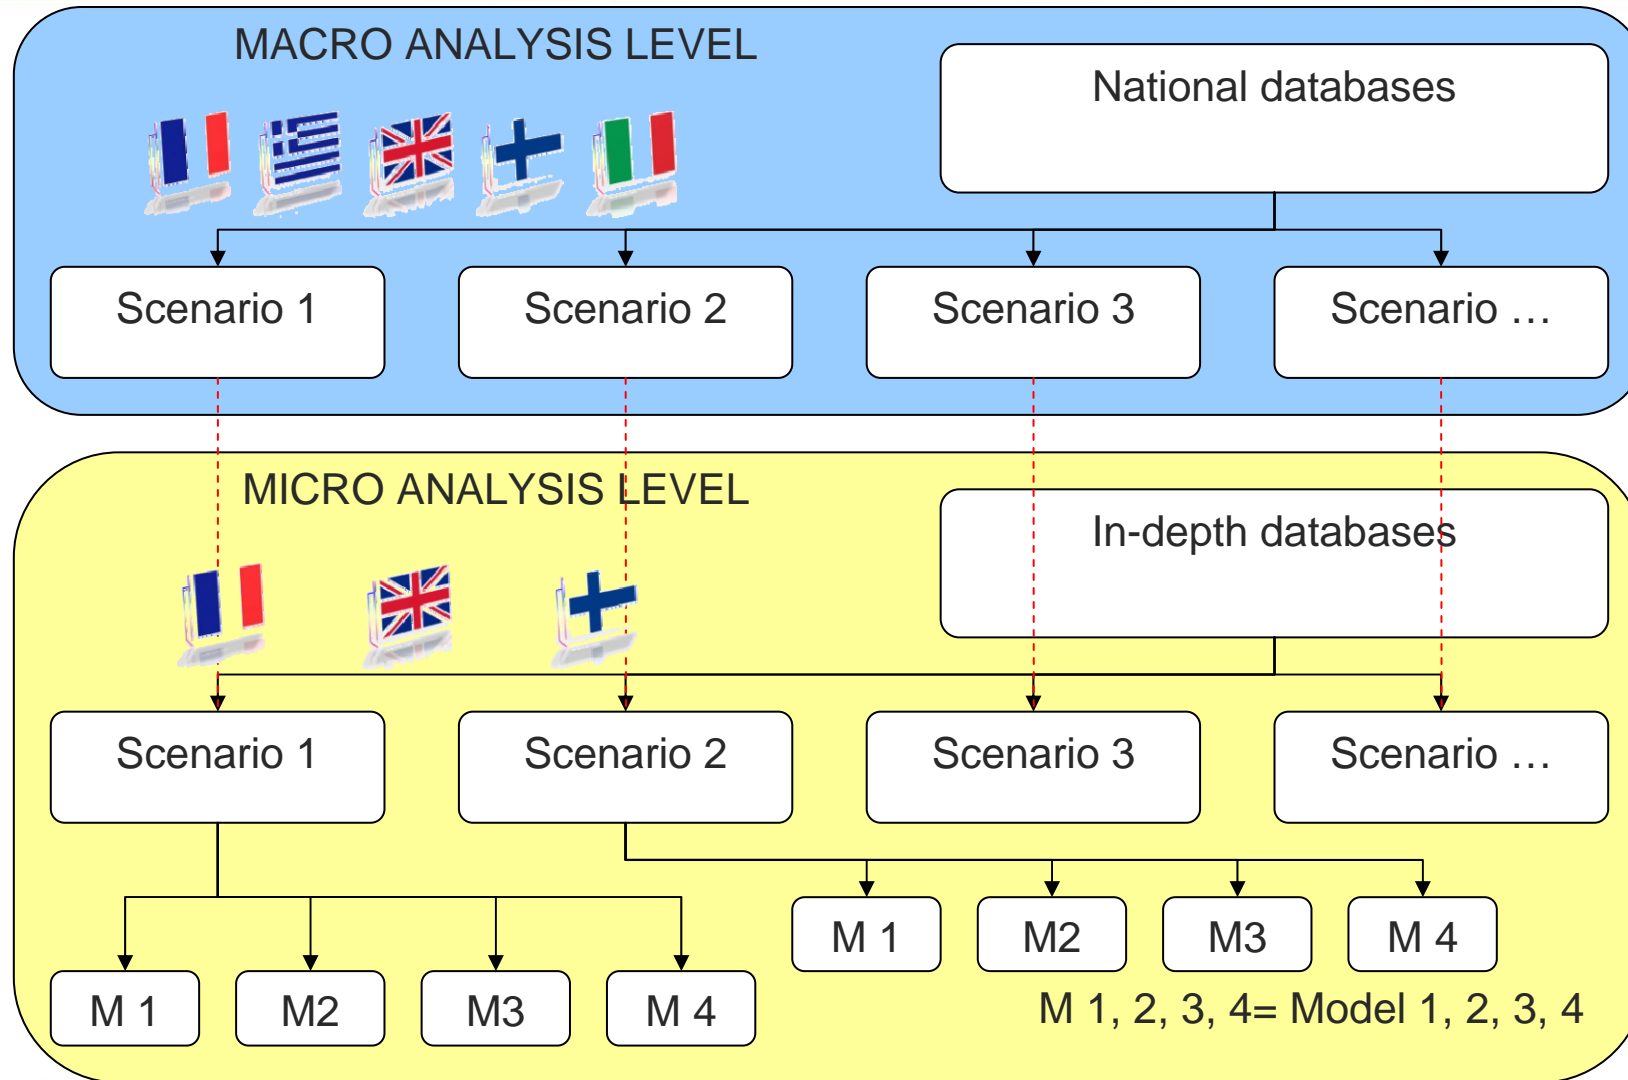 MACRO ANALYSIS LEVEL
National databases
Scenario 1
Scenario 2
Scenario 3
Scenario …
MICRO ANALYSIS LEVEL
In-depth databases
Scenario 1
Scenario 2
Scenario 3
Scenario …
M 1
M2
M3
M 4
M 1
M2
M3
M 4
M 1, 2, 3, 4= Model 1, 2, 3, 4